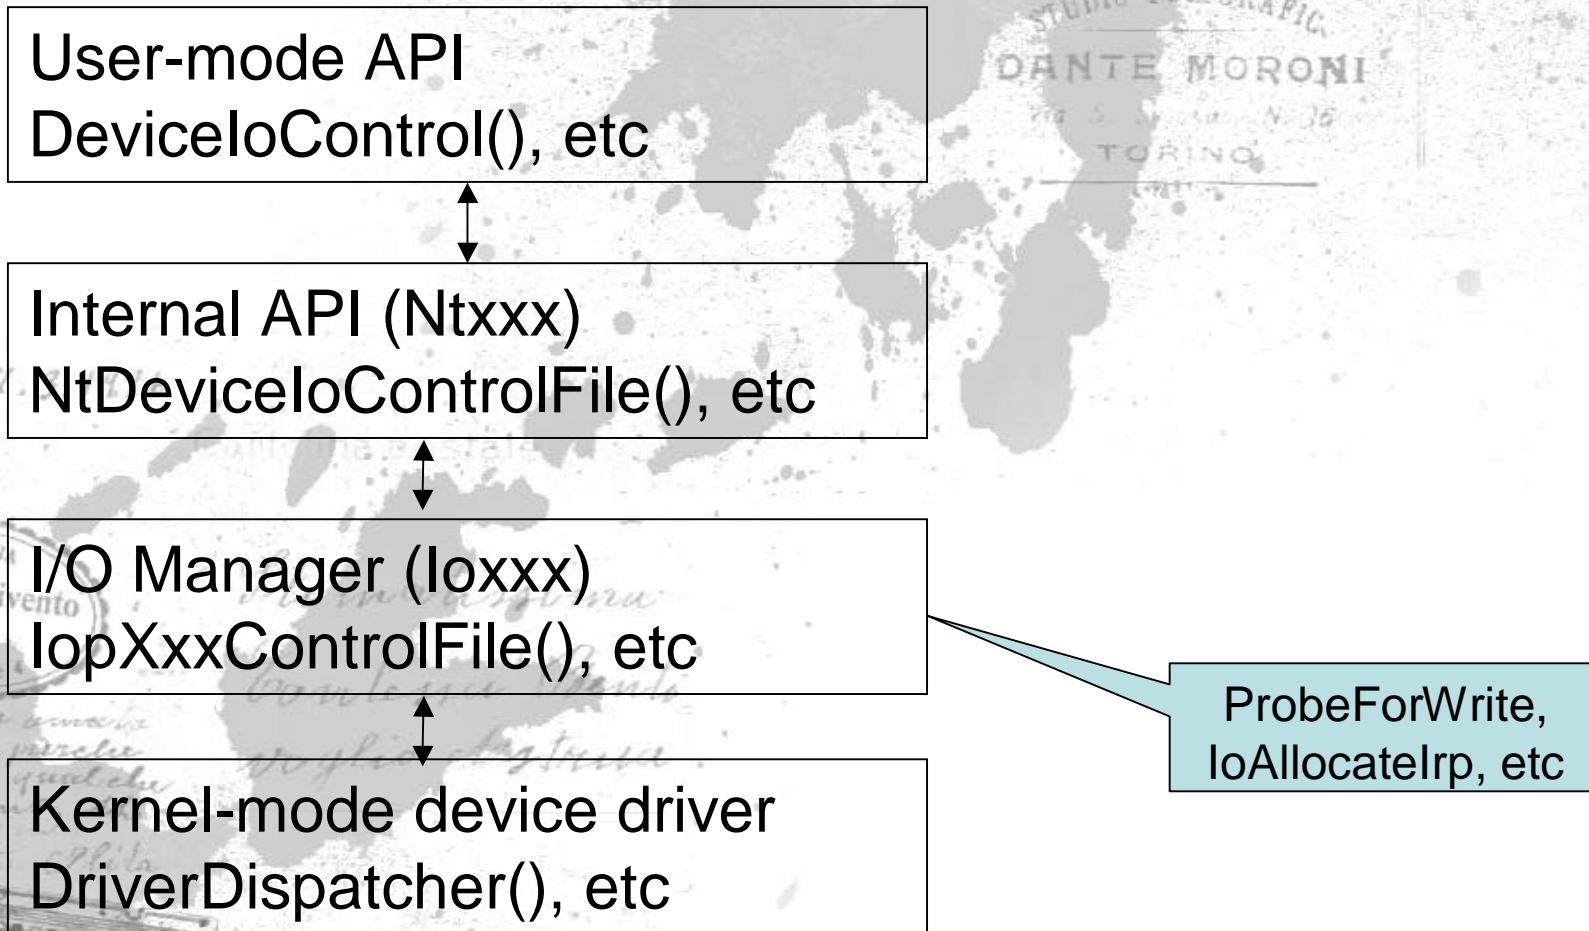 DANTE MORONI
TORINO
User-mode API
DeviceIoControl(), etc
Internal API (Ntxxx)
NtDeviceIoControlFile(), etc
I/O Manager (Ioxxx)
IopXxxControlFile(), etc
ProbeForWrite,
IoAllocateIrp, etc
Kernel-mode device driver
DriverDispatcher(), etc